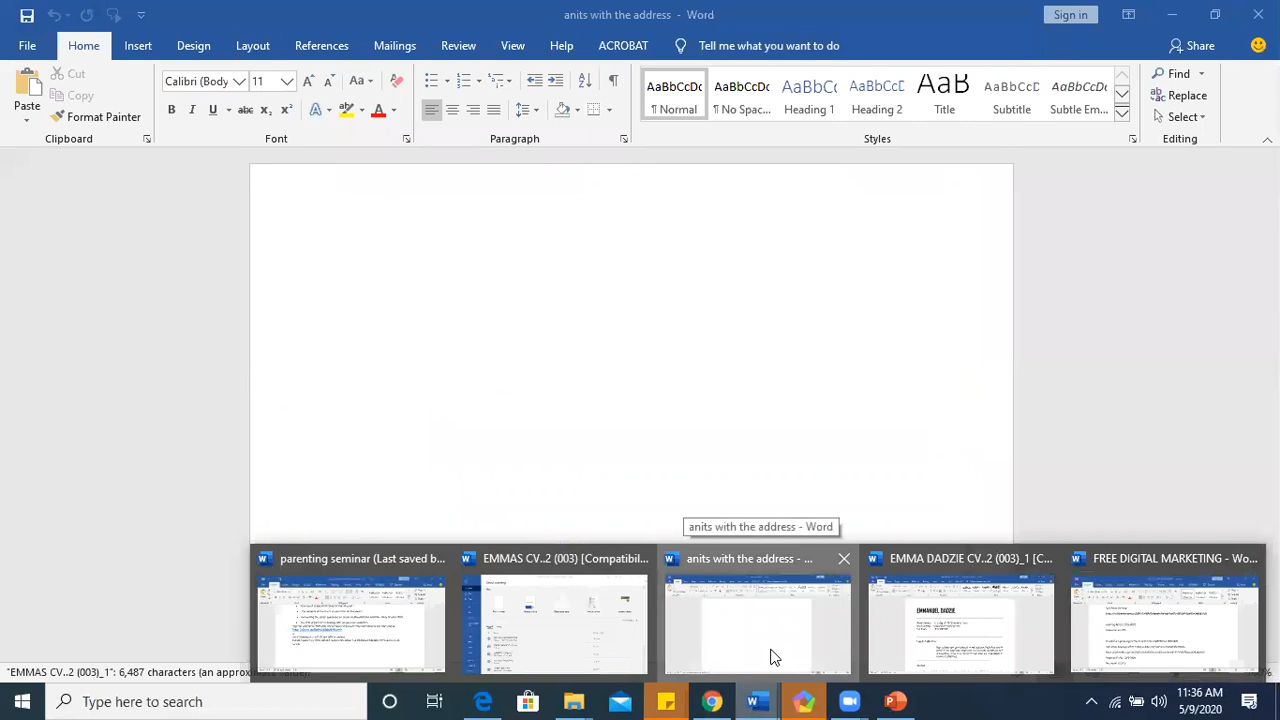 anits with the address - Word
Sign in
File
Home
Insert
Design
Layout
References
Mailings
Review
View
Help
ACROBAT
Tell me what you want to do
Share
Paste
Cut
Copy
Format Painter
Clipboard
Calibri (Body
11
Font
Paragraph
AaBbCcDc
¶ Normal
AaBbCcDc
¶ No Spac...
AaBbCc
Heading 1
AaBbCcC
Heading 2
AaB
Title
AaBbCcC
Subtitle
AaBbCcDc
Subtle Em...
Styles
Find
Replace
Select
Editing
anits with the address - Word
parenting seminar (Last saved b...
EMMAS CV..2 (003) [Compatibil...
anits with the address - ...
EMMA DADZIE CV..2 (003)_1 [C...
FREE DIGITAL MARKETING - Wo...
EMMANUEL DADZIE
"EMMAS CV..2 (003)_1": 6,487 characters (an approximate value)
Type here to search
11:36 AM
5/9/2020